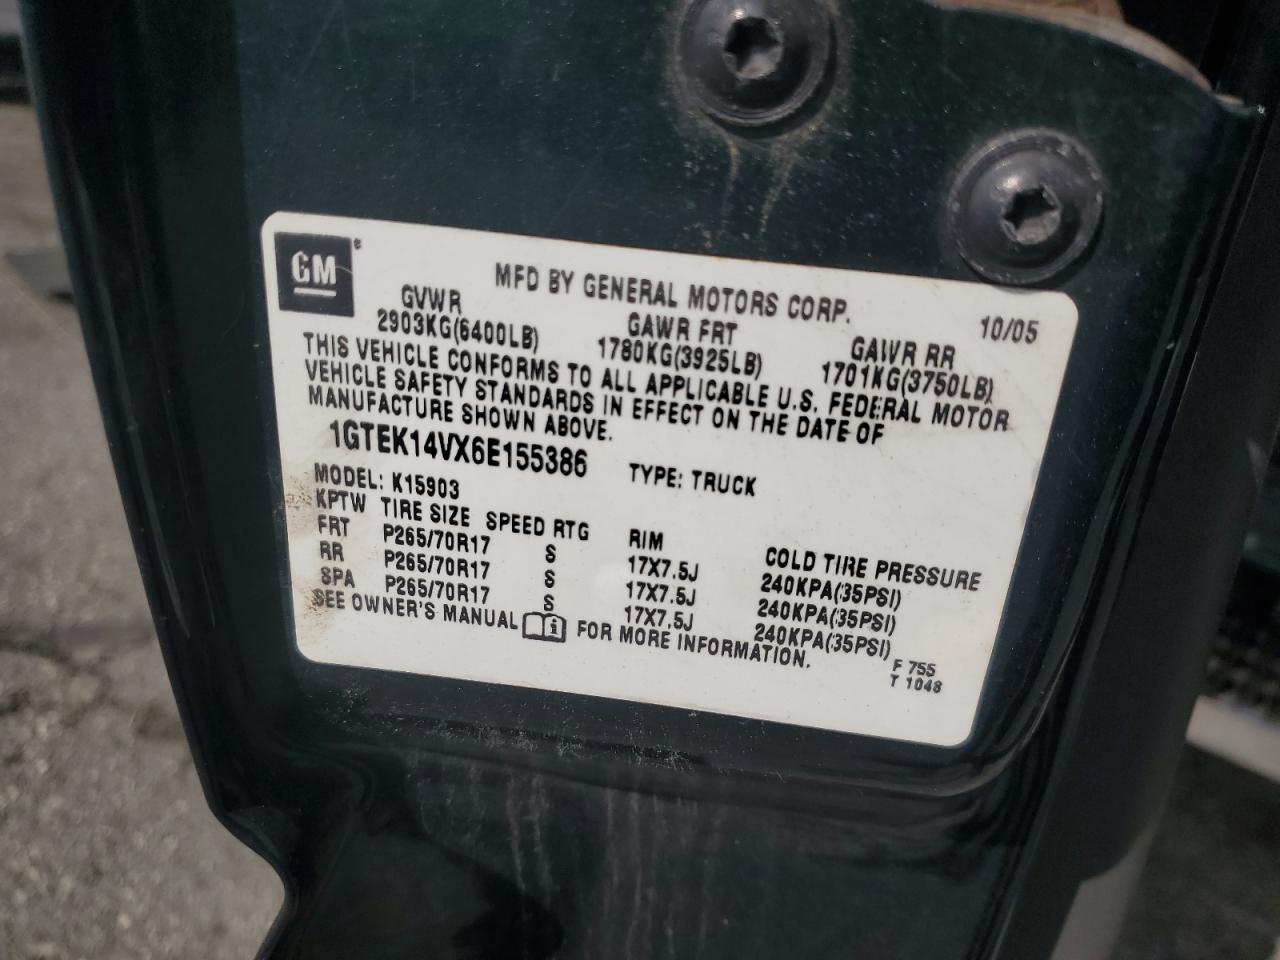 GM ®
MFD BY GENERAL MOTORS CORP.
10/05
GVWR GAWR FRT GAWR RR
2903KG(6400LB) 1780KG(3925LB) 1701KG(3750LB)
THIS VEHICLE CONFORMS TO ALL APPLICABLE U.S. FEDERAL MOTOR
VEHICLE SAFETY STANDARDS IN EFFECT ON THE DATE OF
MANUFACTURE SHOWN ABOVE.
1GTEK14VX6E155386 TYPE: TRUCK
MODEL: K15903
KPTW TIRE SIZE SPEED RTG RIM COLD TIRE PRESSURE
FRT P265/70R17 S 17X7.5J 240KPA(35PSI)
RR P265/70R17 S 17X7.5J 240KPA(35PSI)
SPA P265/70R17 S 17X7.5J 240KPA(35PSI)
SEE OWNER'S MANUAL i FOR MORE INFORMATION.
F 755
T 1048